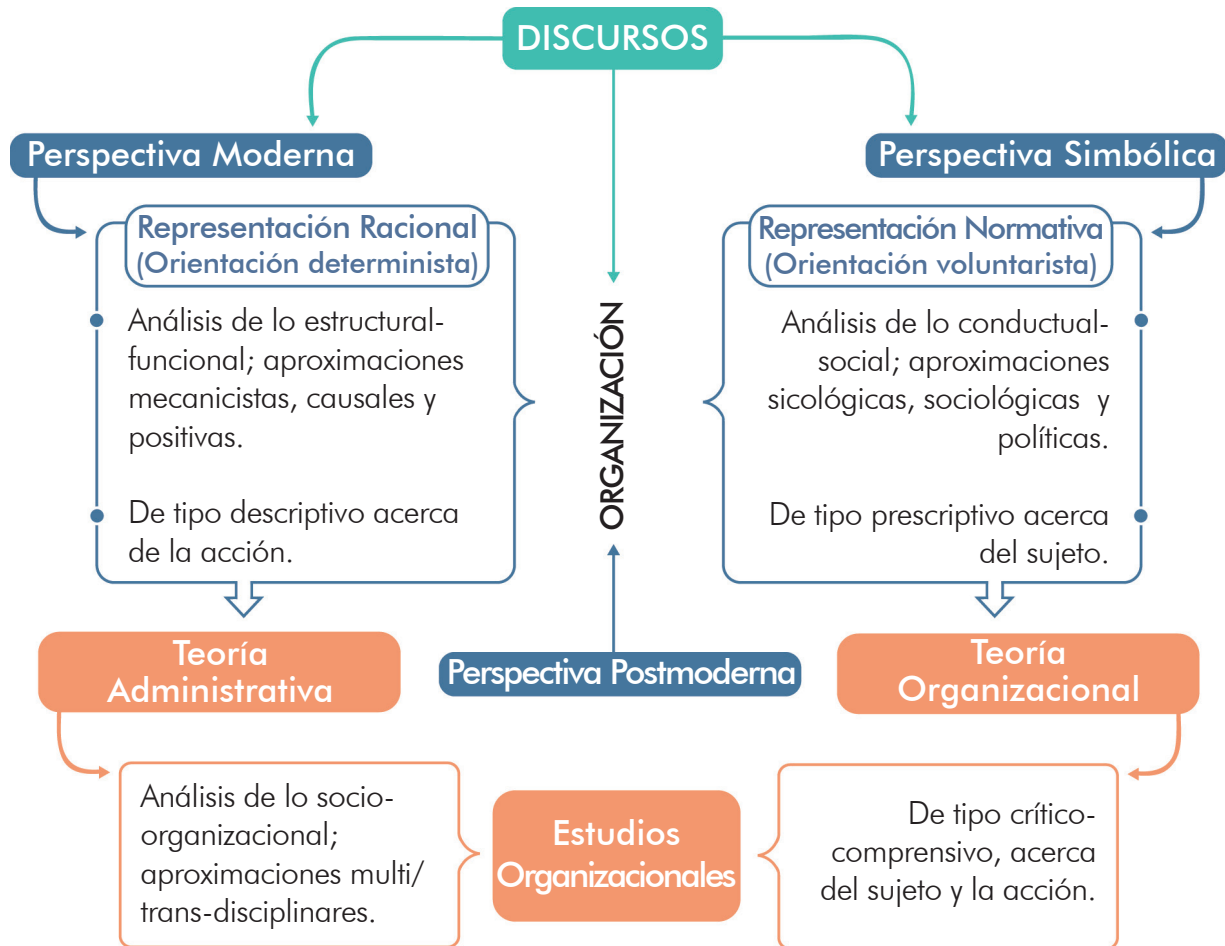 DISCURSOS
Perspectiva Moderna
Perspectiva Simbólica
Representación Racional
(Orientación determinista)
Análisis de lo estructural-
funcional; aproximaciones
mecanicistas, causales y
positivas.
De tipo descriptivo acerca
de la acción.
ORGANIZACIÓN
Representación Normativa
(Orientación voluntarista)
Análisis de lo conductual-
social; aproximaciones
sicológicas, sociológicas y
políticas.
De tipo prescriptivo acerca
del sujeto.
Teoría
Administrativa
Perspectiva Postmoderna
Teoría
Organizacional
Análisis de lo socio-
organizacional;
aproximaciones multi/
trans-disciplinares.
Estudios
Organizacionales
De tipo crítico-
comprensivo, acerca
del sujeto y la acción.